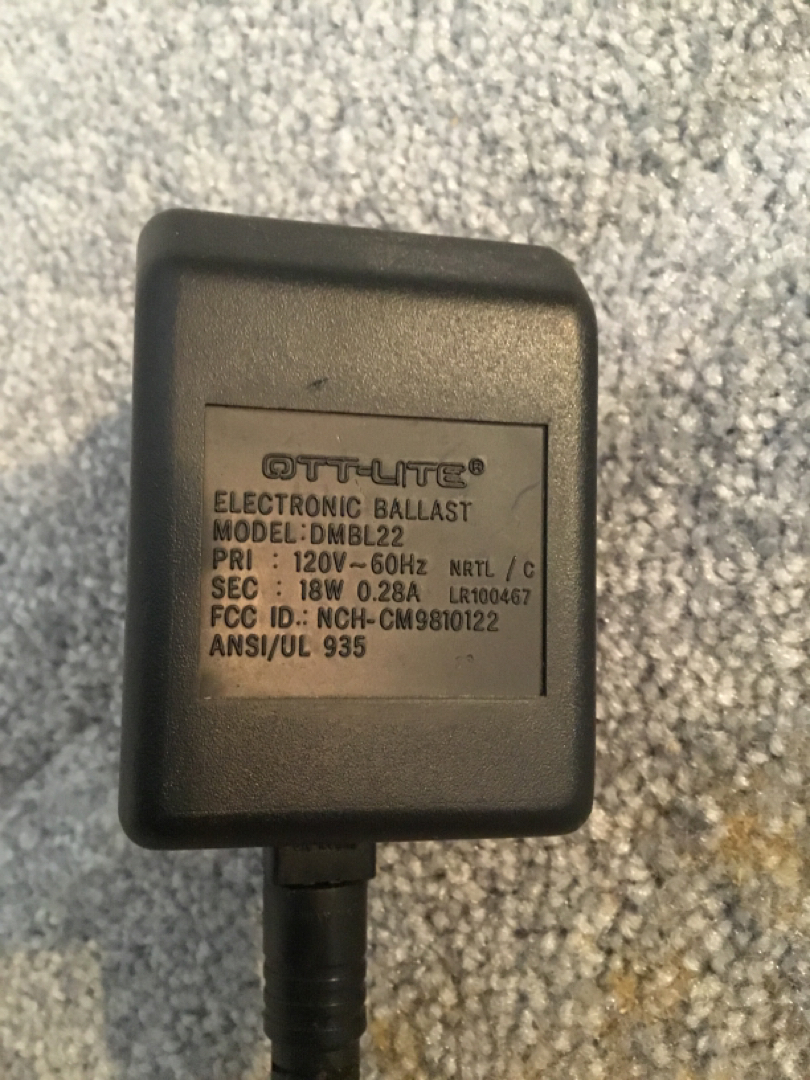 OTT-LITE®
ELECTRONIC BALLAST
MODEL:DMBL22
PRI : 120V~60Hz NRTL / C
SEC : 18W 0.28A LR100467
FCC ID.: NCH-CM9810122
ANSI/UL 935